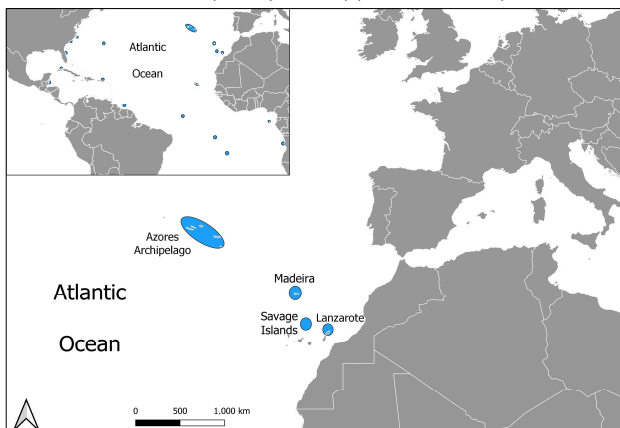 Atlantic
Ocean
Azores
Archipelago
Madeira
Savage
Islands
Lanzarote
Atlantic
Ocean
0 500 1.000 km